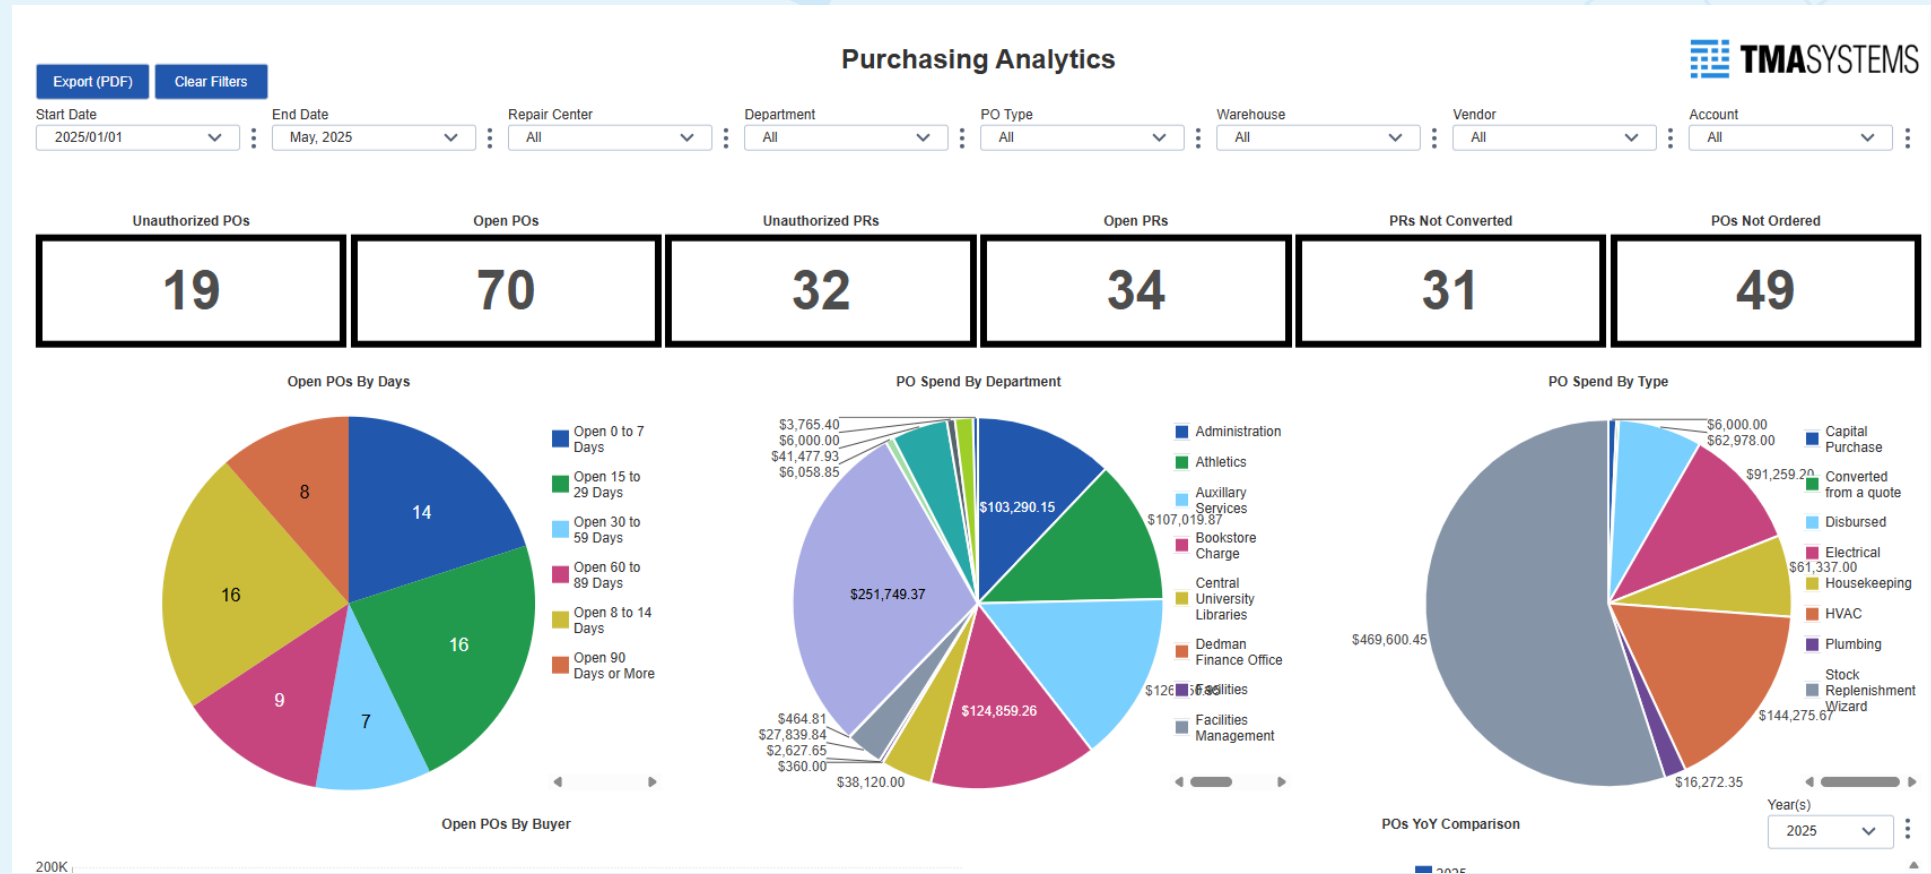 Purchasing Analytics
TMASYSTEMS
Export (PDF)
Clear Filters
Start Date
End Date
Repair Center
Department
PO Type
Warehouse
Vendor
Account
2025/01/01
May, 2025
All
All
All
All
All
All
Unauthorized POs
Open POs
Unauthorized PRs
Open PRs
PRs Not Converted
POs Not Ordered
19
70
32
34
31
49
Open POs By Days
14
16
7
9
16
8
Open 0 to 7
Days
Open 15 to
29 Days
Open 30 to
59 Days
Open 60 to
89 Days
Open 8 to 14
Days
Open 90
Days or More
PO Spend By Department
$3,765.40
$6,000.00
$41,477.93
$6,058.85
$103,290.15
$107,019.87
$251,749.37
$124,859.26
$464.81
$27,839.84
$2,627.65
$360.00
$38,120.00
Administration
Athletics
Auxillary
Services
Bookstore
Charge
Central
University
Libraries
Dedman
Finance Office
Facilities
Facilities
Management
PO Spend By Type
$6,000.00
$62,978.00
$91,259.20
$61,337.00
$469,600.45
$144,275.67
$16,272.35
Capital
Purchase
Converted
from a quote
Disbursed
Electrical
Housekeeping
HVAC
Plumbing
Stock
Replenishment
Wizard
Open POs By Buyer
200K
POs YoY Comparison
Year(s)
2025
2025